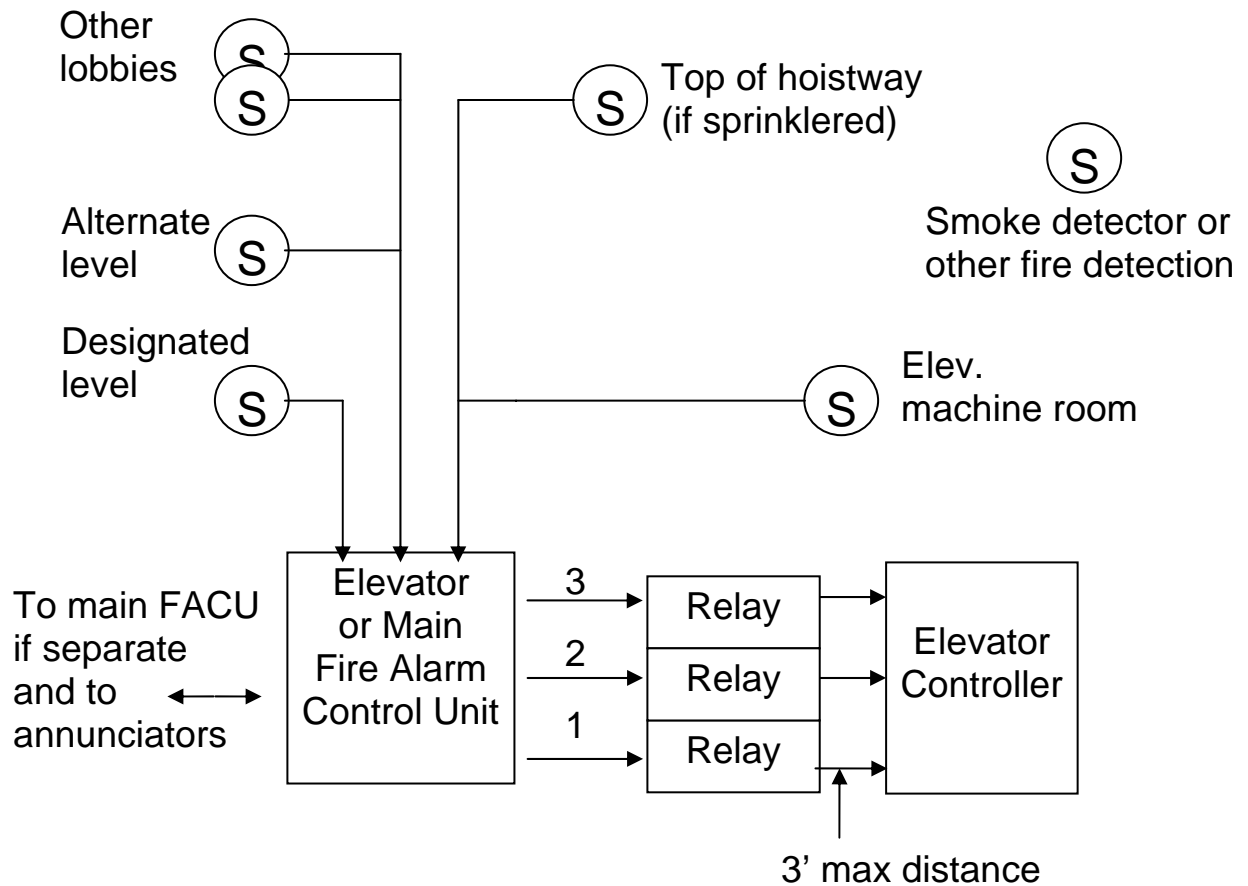 Other
lobbies
S
S
S
Top of hoistway
(if sprinklered)
S
Smoke detector or
other fire detection
Alternate
level
S
Designated
level
S
S
Elev.
machine room
To main FACU
if separate
and to
annunciators
Elevator
or Main
Fire Alarm
Control Unit
3
2
1
Relay
Relay
Relay
Elevator
Controller
3' max distance